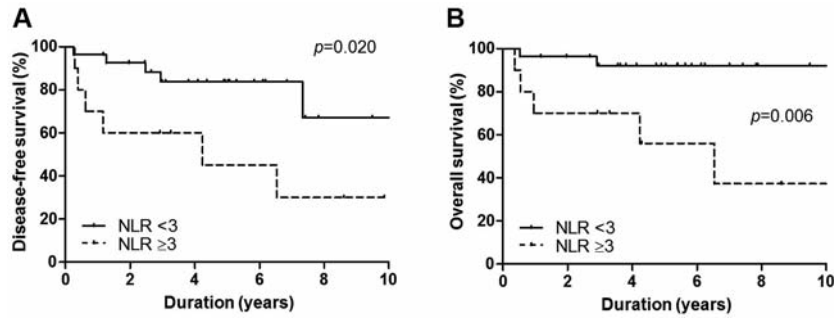 A
Disease-free survival (%)
100
80
60
40
20
0
p=0.020
NLR <3
NLR ≥3
0 2 4 6 8 10
Duration (years)
B
Overall survival (%)
100
80
60
40
20
0
p=0.006
NLR <3
NLR ≥3
0 2 4 6 8 10
Duration (years)